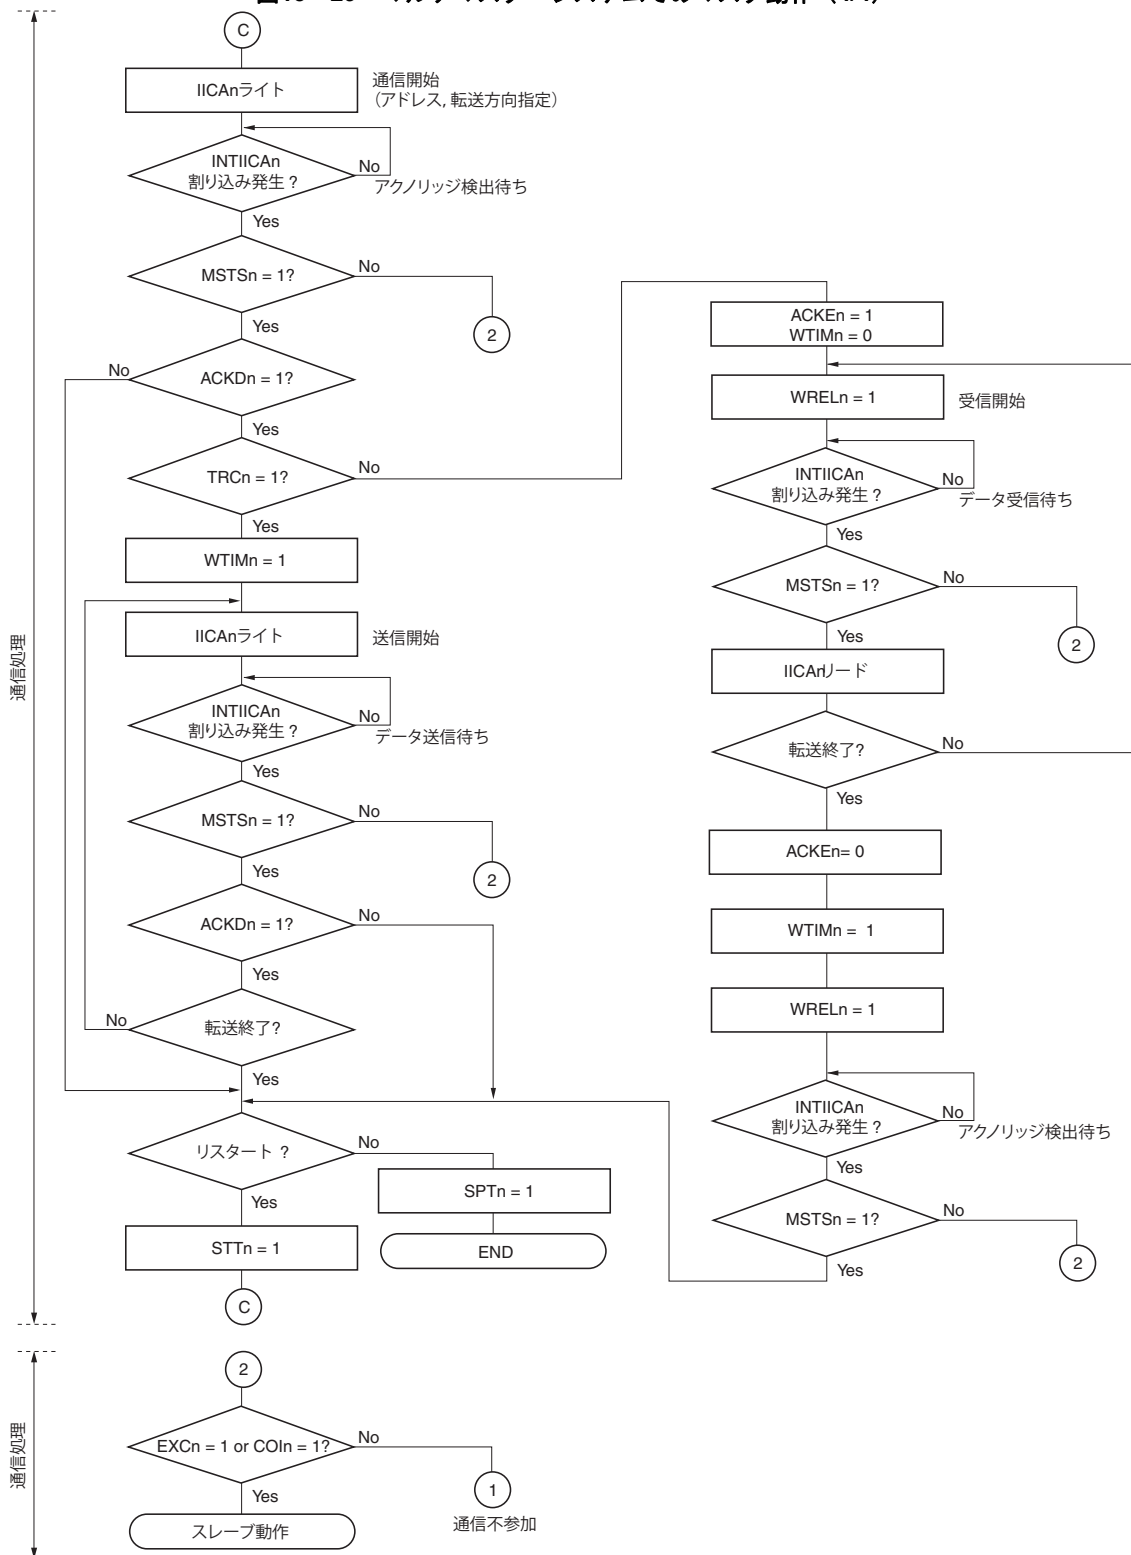 C
IICAnライト
通信開始
（アドレス, 転送方向指定）
INTIICAn
割り込み発生？
No
アクノリッジ検出待ち
Yes
MSTSn = 1?
No
2
Yes
ACKDn = 1?
No
Yes
TRCn = 1?
No
Yes
WTIMn = 1
IICAnライト
送信開始
INTIICAn
割り込み発生？
No
データ送信待ち
Yes
MSTSn = 1?
No
2
Yes
ACKDn = 1?
No
Yes
転送終了?
No
Yes
リスタート ？
No
Yes
SPTn = 1
END
STTn = 1
C
ACKEn = 1
WTIMn = 0
WRELn = 1
受信開始
INTIICAn
割り込み発生？
No
データ受信待ち
Yes
MSTSn = 1?
No
2
Yes
IICAnリード
転送終了?
No
Yes
ACKEn= 0
WTIMn = 1
WRELn = 1
INTIICAn
割り込み発生？
No
アクノリッジ検出待ち
Yes
MSTSn = 1?
No
2
Yes
通信処理
2
EXCn = 1 or COIn = 1?
No
1
通信不参加
Yes
スレーブ動作
通信処理